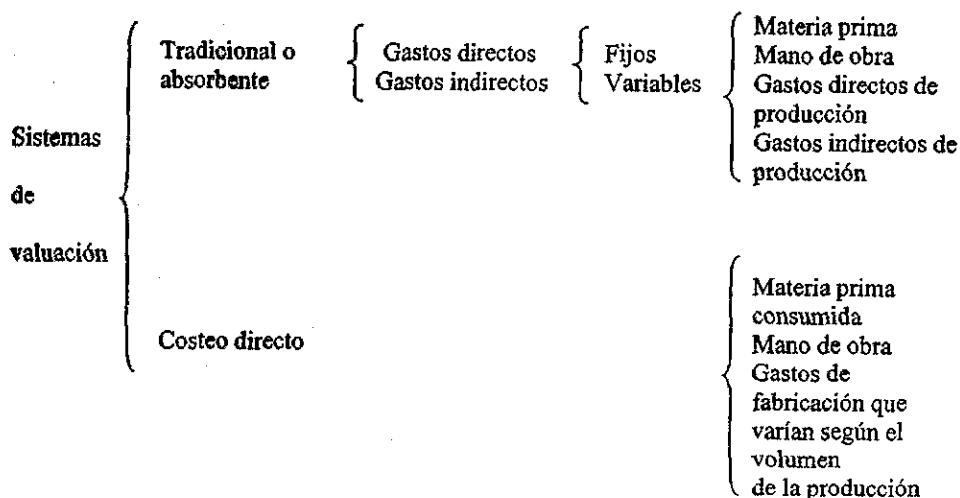 Sistemas
de
valuación
Tradicional o
absorbente
Gastos directos
Gastos indirectos
Fijos
Variables
Materia prima
Mano de obra
Gastos directos de
producción
Gastos indirectos de
producción
Costeo directo
Materia prima
consumida
Mano de obra
Gastos de
fabricación que
varían según el
volumen
de la producción